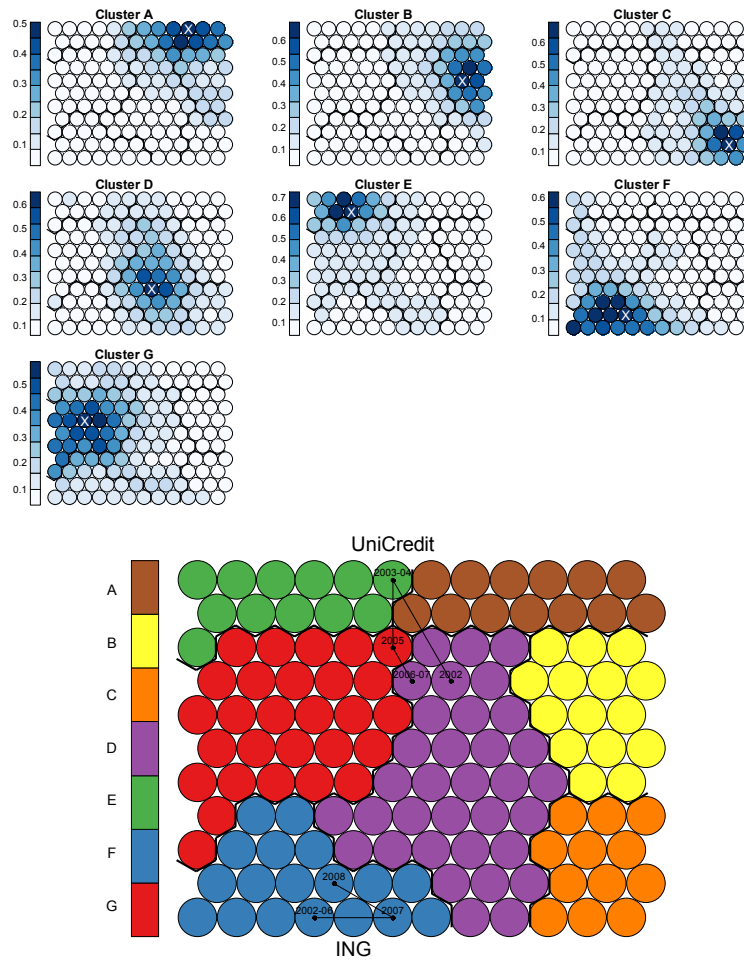 Cluster A
0.5
0.4
0.3
0.2
0.1
Cluster B
0.6
0.5
0.4
0.3
0.2
0.1
Cluster C
0.6
0.5
0.4
0.3
0.2
0.1
Cluster D
0.6
0.5
0.4
0.3
0.2
0.1
Cluster E
0.7
0.6
0.5
0.4
0.3
0.2
0.1
Cluster F
0.6
0.5
0.4
0.3
0.2
0.1
Cluster G
0.5
0.4
0.3
0.2
0.1
X
X
X
X
X
X
X
UniCredit
A
B
C
D
E
F
G
2003-04
2005
2006-07
2002
2008
2002-06
2007
ING